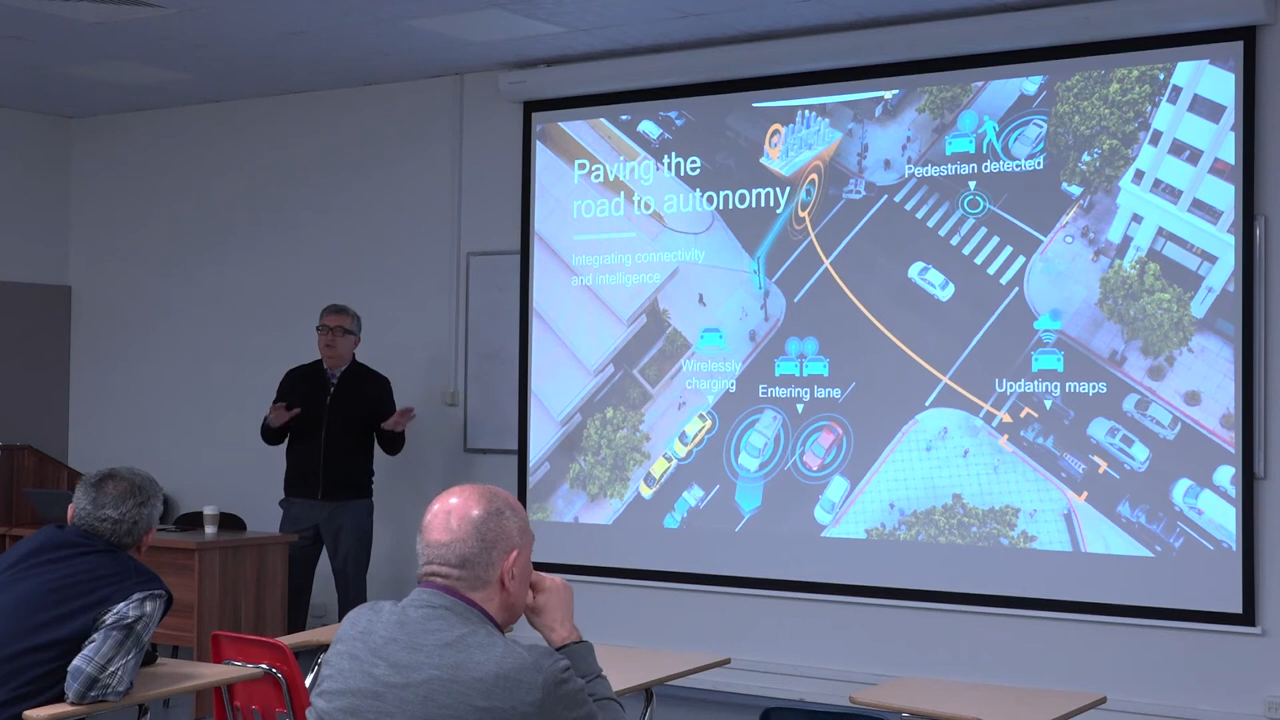 Paving the
road to autonomy
Integrating connectivity
and intelligence
Pedestrian detected
Wirelessly
charging
Entering lane
Updating maps